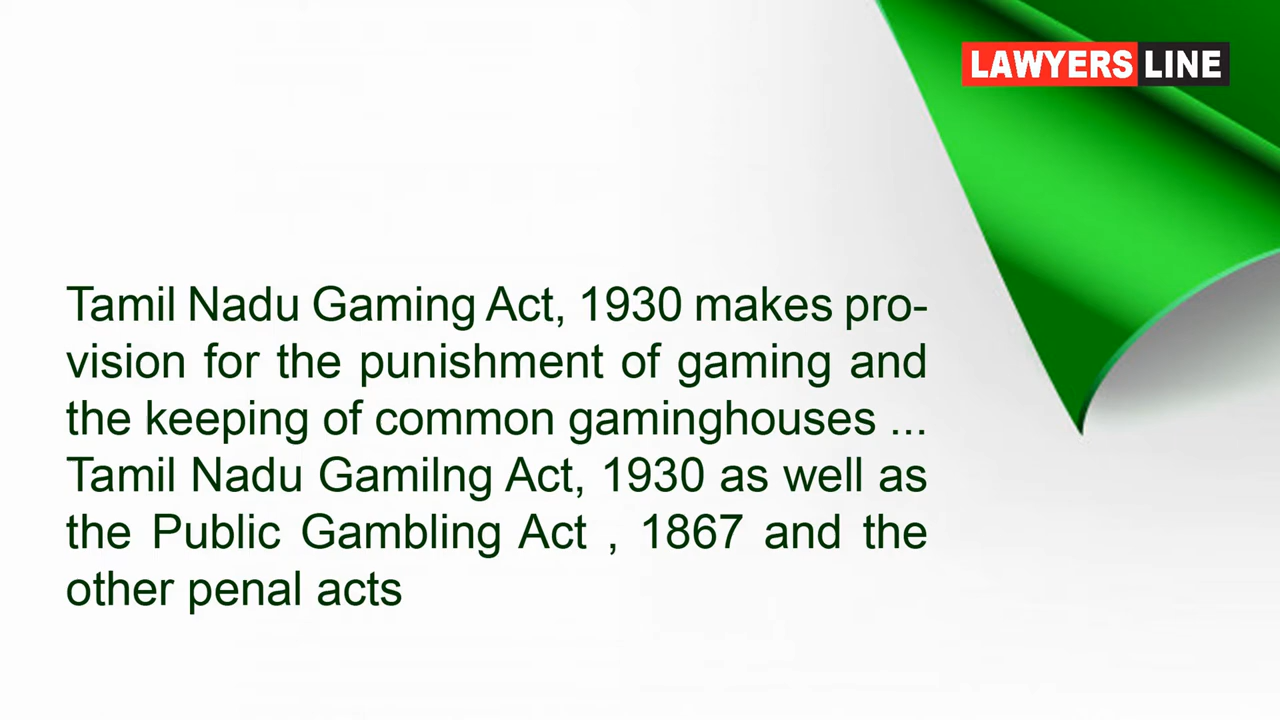 LAWYERS LINE
Tamil Nadu Gaming Act, 1930 makes pro-
vision for the punishment of gaming and
the keeping of common gaminghouses ...
Tamil Nadu Gamilng Act, 1930 as well as
the Public Gambling Act , 1867 and the
other penal acts